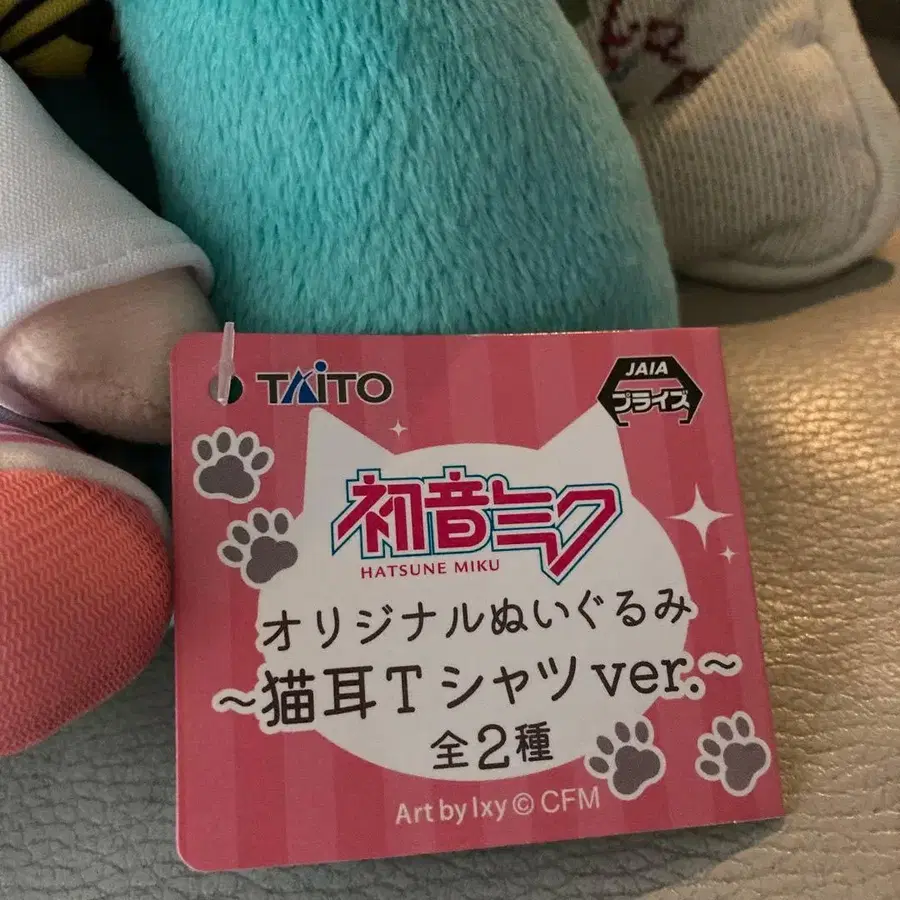 TAITO
JAIA
プライズ
初音ミク
HATSUNE MIKU
オリジナルぬいぐるみ
~猫耳Tシャツver.~
全2種
Art by Ixy © CFM